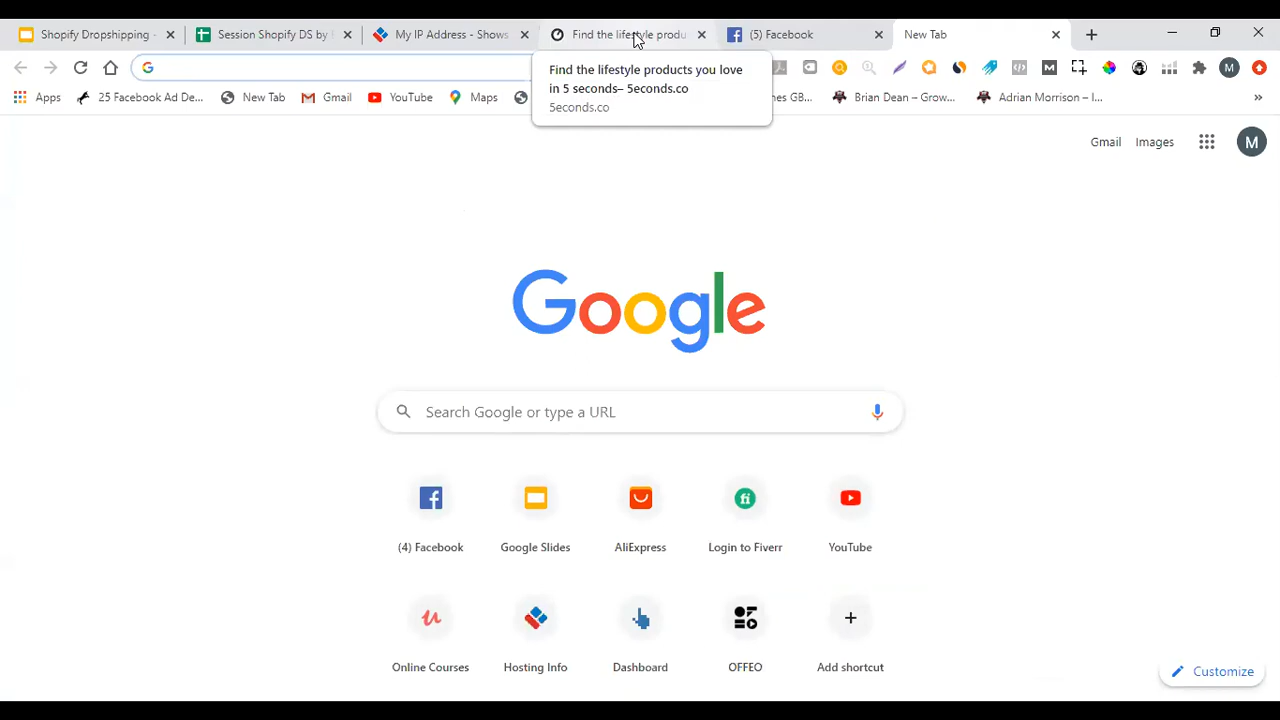 Shopify Dropshipping -
Session Shopify DS by
My IP Address - Shows
Find the lifestyle produ
(5) Facebook
New Tab
Find the lifestyle products you love
in 5 seconds– 5econds.co
5econds.co
M
Apps
25 Facebook Ad De...
New Tab
Gmail
YouTube
Maps
nes GB...
Brian Dean – Grow...
Adrian Morrison – I...
»
Gmail
Images
M
Google
Search Google or type a URL
(4) Facebook
Google Slides
AliExpress
fi
Login to Fiverr
YouTube
u
Online Courses
Hosting Info
Dashboard
OFFEO
Add shortcut
Customize